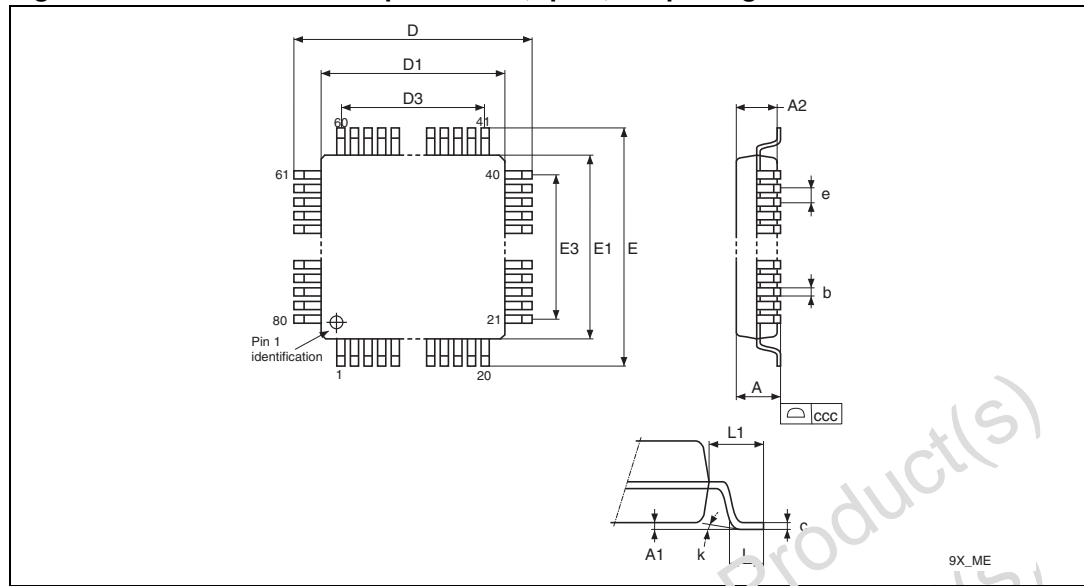 D
D1
D3
A2
60
41
61
40
e
E3
E1
E
b
80
21
Pin 1
identification
1
20
A
ccc
L1
c
A1
k
L
9X_ME
Product(s)